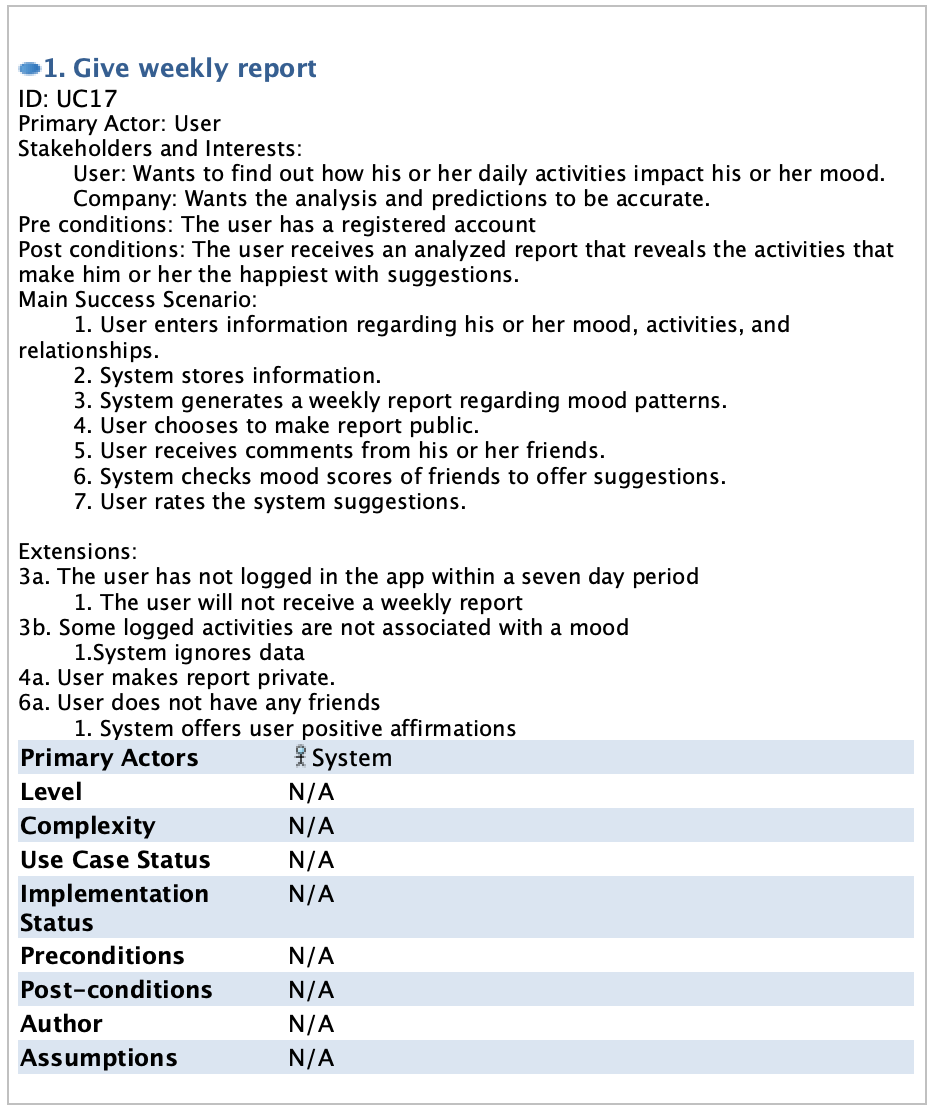 1. Give weekly report
ID: UC17
Primary Actor: User
Stakeholders and Interests:
User: Wants to find out how his or her daily activities impact his or her mood.
Company: Wants the analysis and predictions to be accurate.
Pre conditions: The user has a registered account
Post conditions: The user receives an analyzed report that reveals the activities that
make him or her the happiest with suggestions.
Main Success Scenario:
1. User enters information regarding his or her mood, activities, and
relationships.
2. System stores information.
3. System generates a weekly report regarding mood patterns.
4. User chooses to make report public.
5. User receives comments from his or her friends.
6. System checks mood scores of friends to offer suggestions.
7. User rates the system suggestions.
Extensions:
3a. The user has not logged in the app within a seven day period
1. The user will not receive a weekly report
3b. Some logged activities are not associated with a mood
1.System ignores data
4a. User makes report private.
6a. User does not have any friends
1. System offers user positive affirmations
Primary Actors System
Level N/A
Complexity N/A
Use Case Status N/A
Implementation N/A
Status
Preconditions N/A
Post-conditions N/A
Author N/A
Assumptions N/A